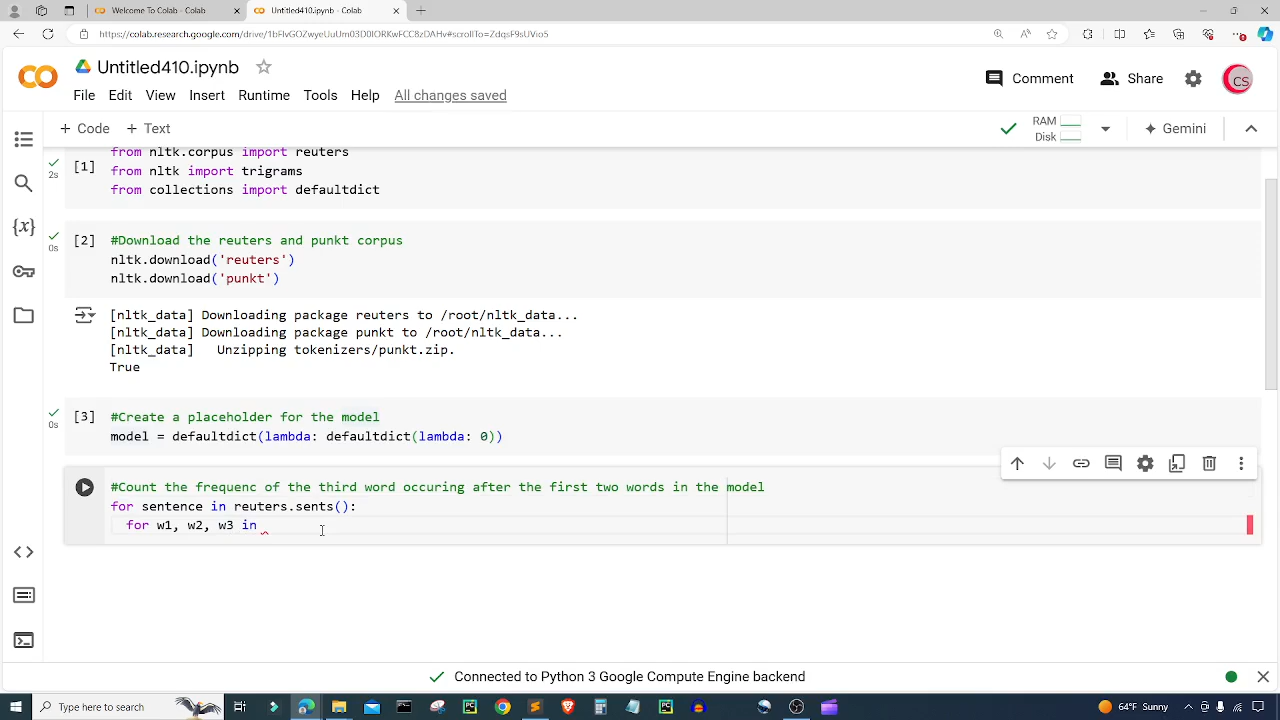 Welcome To Colab - Colab
Untitled410.ipynb - Colab
https://colab.research.google.com/drive/1bFlvGOZwyeUuUm03D0IORKwFCC8zDAHv#scrollTo=ZdqsF9sUVio5
CO Untitled410.ipynb
Comment Share CS
File Edit View Insert Runtime Tools Help All changes saved
+ Code + Text
RAM
Disk
Gemini
from nltk.corpus import reuters
[1]
2s
from nltk import trigrams
from collections import defaultdict
[2] #Download the reuters and punkt corpus
0s
nltk.download('reuters')
nltk.download('punkt')
[nltk_data] Downloading package reuters to /root/nltk_data...
[nltk_data] Downloading package punkt to /root/nltk_data...
[nltk_data]   Unzipping tokenizers/punkt.zip.
True
[3] #Create a placeholder for the model
0s
model = defaultdict(lambda: defaultdict(lambda: 0))
#Count the frequenc of the third word occuring after the first two words in the model
for sentence in reuters.sents():
for w1, w2, w3 in
{x}
Connected to Python 3 Google Compute Engine backend
Type here to search
64°F Sunny